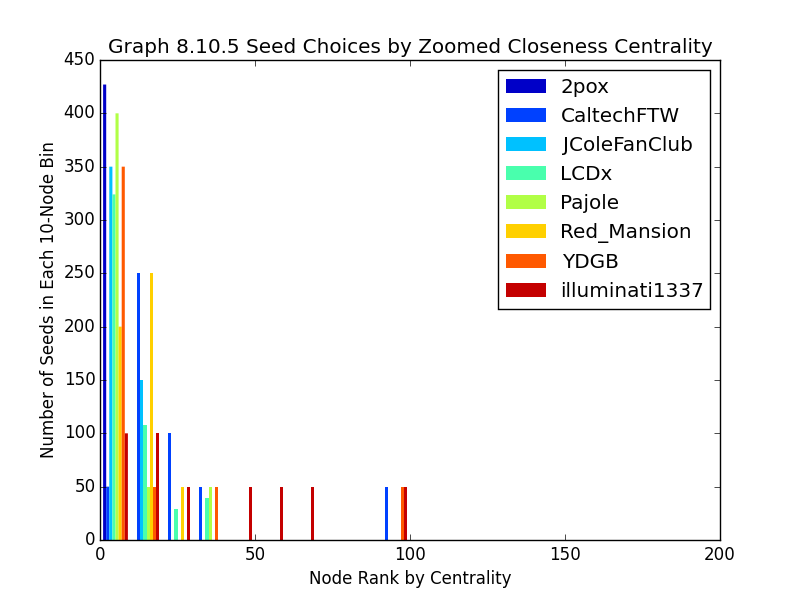 Graph 8.10.5 Seed Choices by Zoomed Closeness Centrality
450
400
350
300
250
200
150
100
50
0
Number of Seeds in Each 10-Node Bin
2pox
CaltechFTW
JColeFanClub
LCDx
Pajole
Red_Mansion
YDGB
illuminati1337
0 50 100 150 200
Node Rank by Centrality